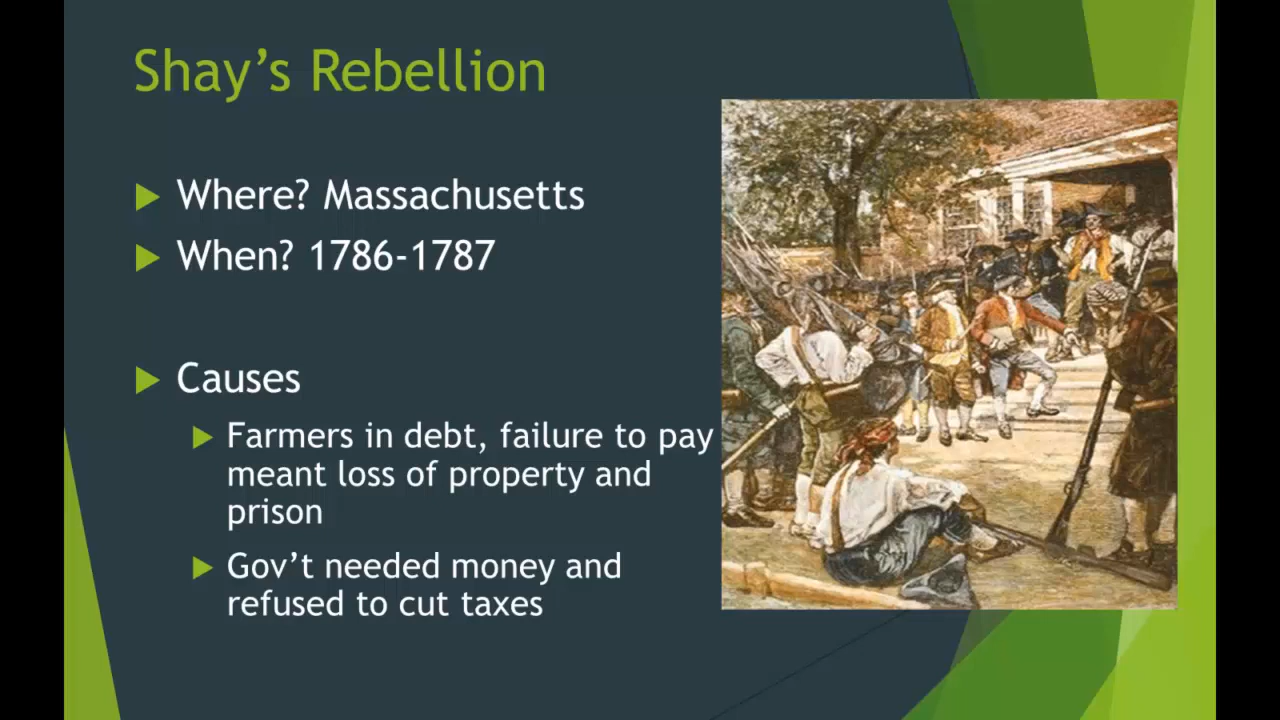 Shay’s Rebellion
Where? Massachusetts
When? 1786-1787
Causes
Farmers in debt, failure to pay
meant loss of property and
prison
Gov’t needed money and
refused to cut taxes